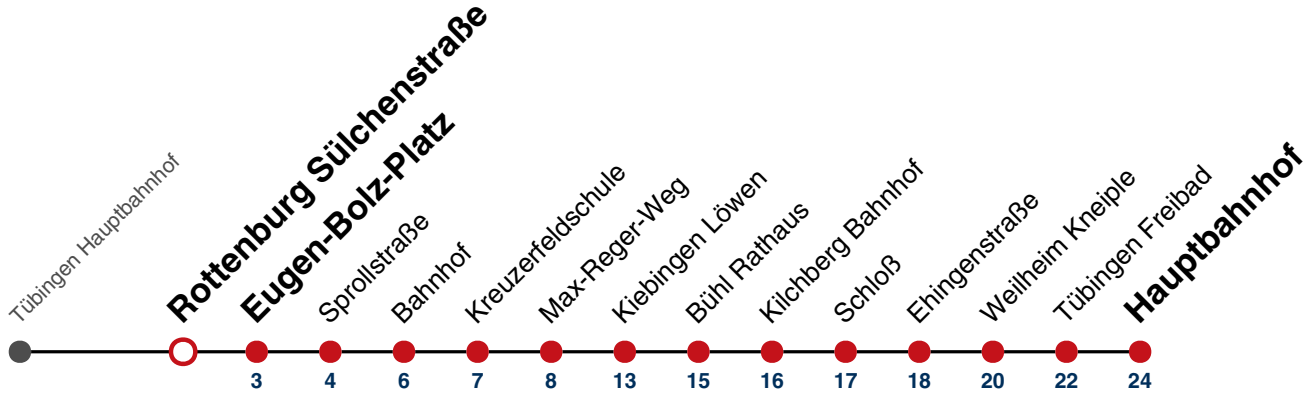 Tübingen Hauptbahnhof
Rottenburg Sülchenstraße
Eugen-Bolz-Platz
Sprollstraße
Bahnhof
Kreuzerfeldschule
Max-Reger-Weg
Kiebingen Löwen
Bühl Rathaus
Kilchberg Bahnhof
Schloß
Ehingenstraße
Weilheim Kneiple
Tübingen Freibad
Hauptbahnhof
3 4 6 7 8 13 15 16 17 18 20 22 24